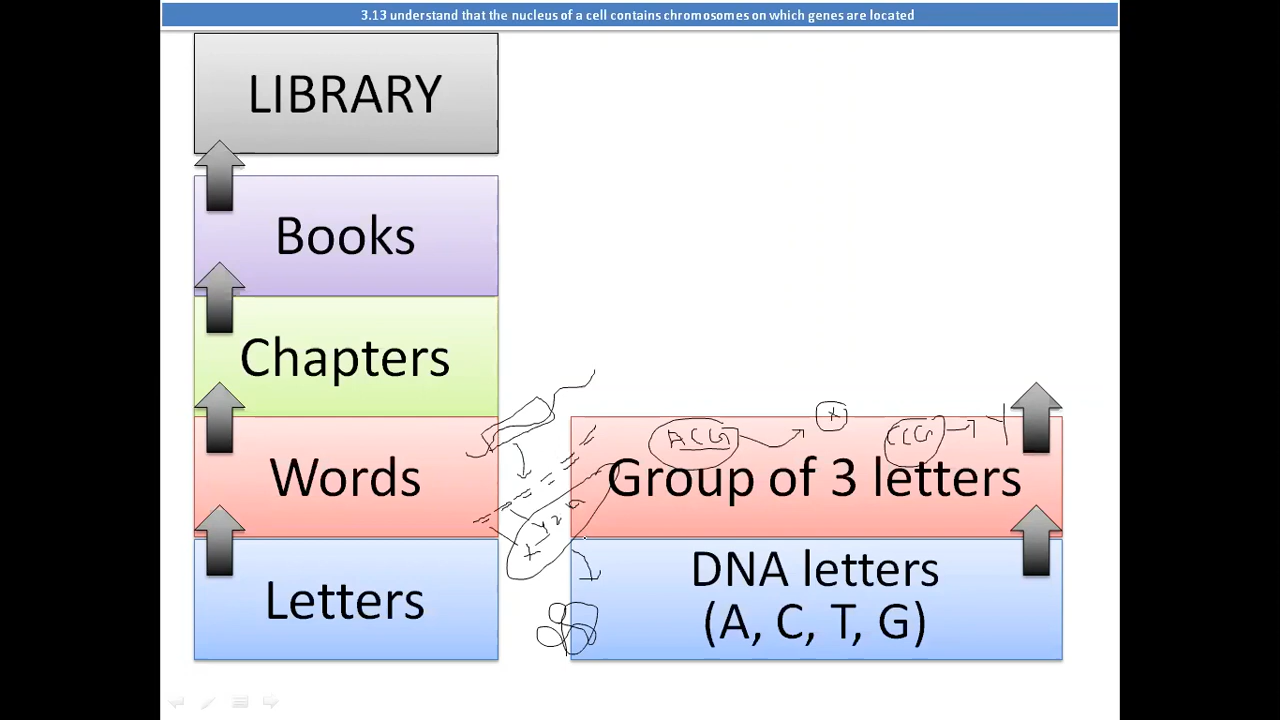 3.13 understand that the nucleus of a cell contains chromosomes on which genes are located
LIBRARY
Books
Chapters
Words
Letters
ACG
x
CCG
Y
Group of 3 letters
x y z
DNA letters
(A, C, T, G)